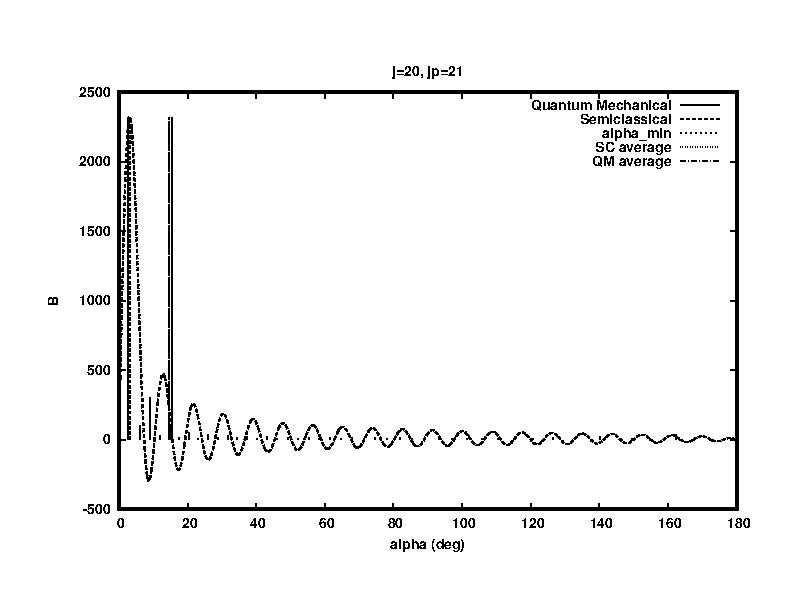 j=20, jp=21
2500
2000
1500
1000
500
0
-500
B
Quantum Mechanical
Semiclassical
alpha_min
SC average
QM average
0 20 40 60 80 100 120 140 160 180
alpha (deg)